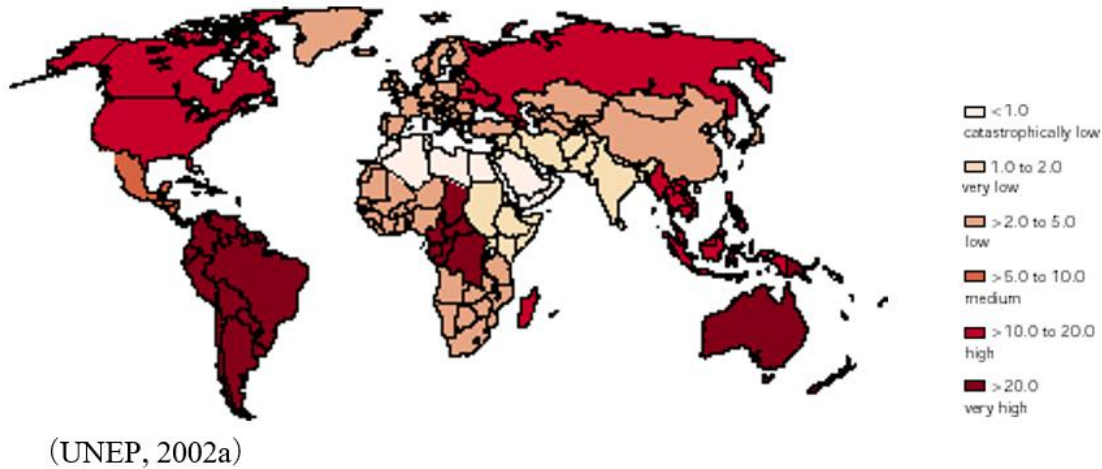 <1.0
catastrophically low
1.0 to 2.0
very low
>2.0 to 5.0
low
>5.0 to 10.0
medium
>10.0 to 20.0
high
>20.0
very high
(UNEP, 2002a)